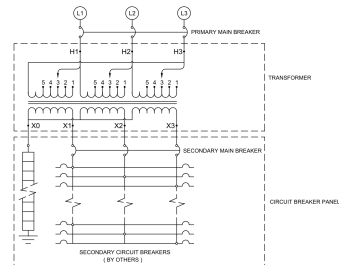 L1 L2 L3
PRIMARY MAIN BREAKER
H1 H2 H3
5 4 3 2 1 5 4 3 2 1 5 4 3 2 1
TRANSFORMER
X0 X1 X2 X3
SECONDARY MAIN BREAKER
CIRCUIT BREAKER PANEL
SECONDARY CIRCUIT BREAKERS
( BY OTHERS )